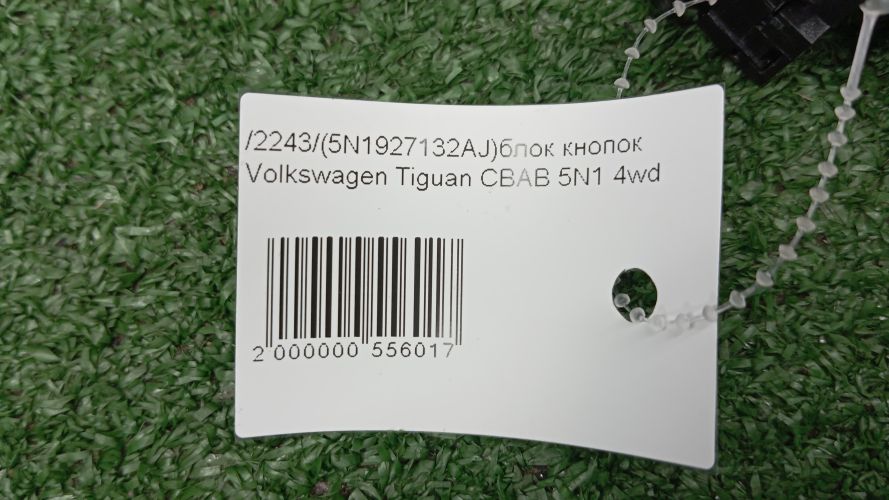 /2243/(5N1927132AJ)блок кнопок
Volkswagen Tiguan CBAB 5N1 4wd
2 000000 556017